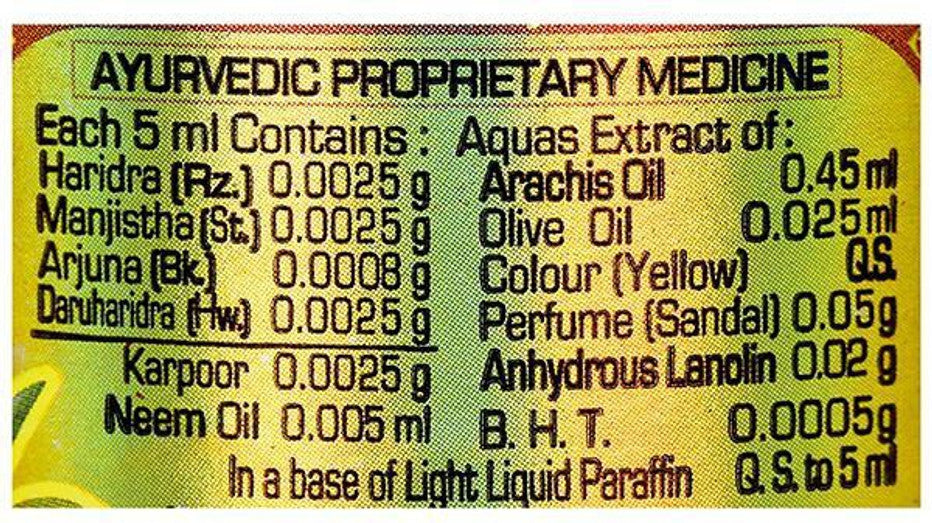 AYURVEDIC PROPRIETARY MEDICINE
Each 5 ml Contains :
Haridra (Rz.) 0.0025 g
Manjistha (St.) 0.0025 g
Arjuna (Bk.) 0.0008 g
Daruharidra (Hw.) 0.0025 g
Karpoor 0.0025 g
Neem Oil 0.005 ml
Aquas Extract of :
Arachis Oil 0.45 ml
Olive Oil 0.025 ml
Colour (Yellow) Q.S.
Perfume (Sandal) 0.05g
Anhydrous Lanolin 0.02 g
B. H. T. 0.0005g
In a base of Light Liquid Paraffin Q. S. to 5 ml